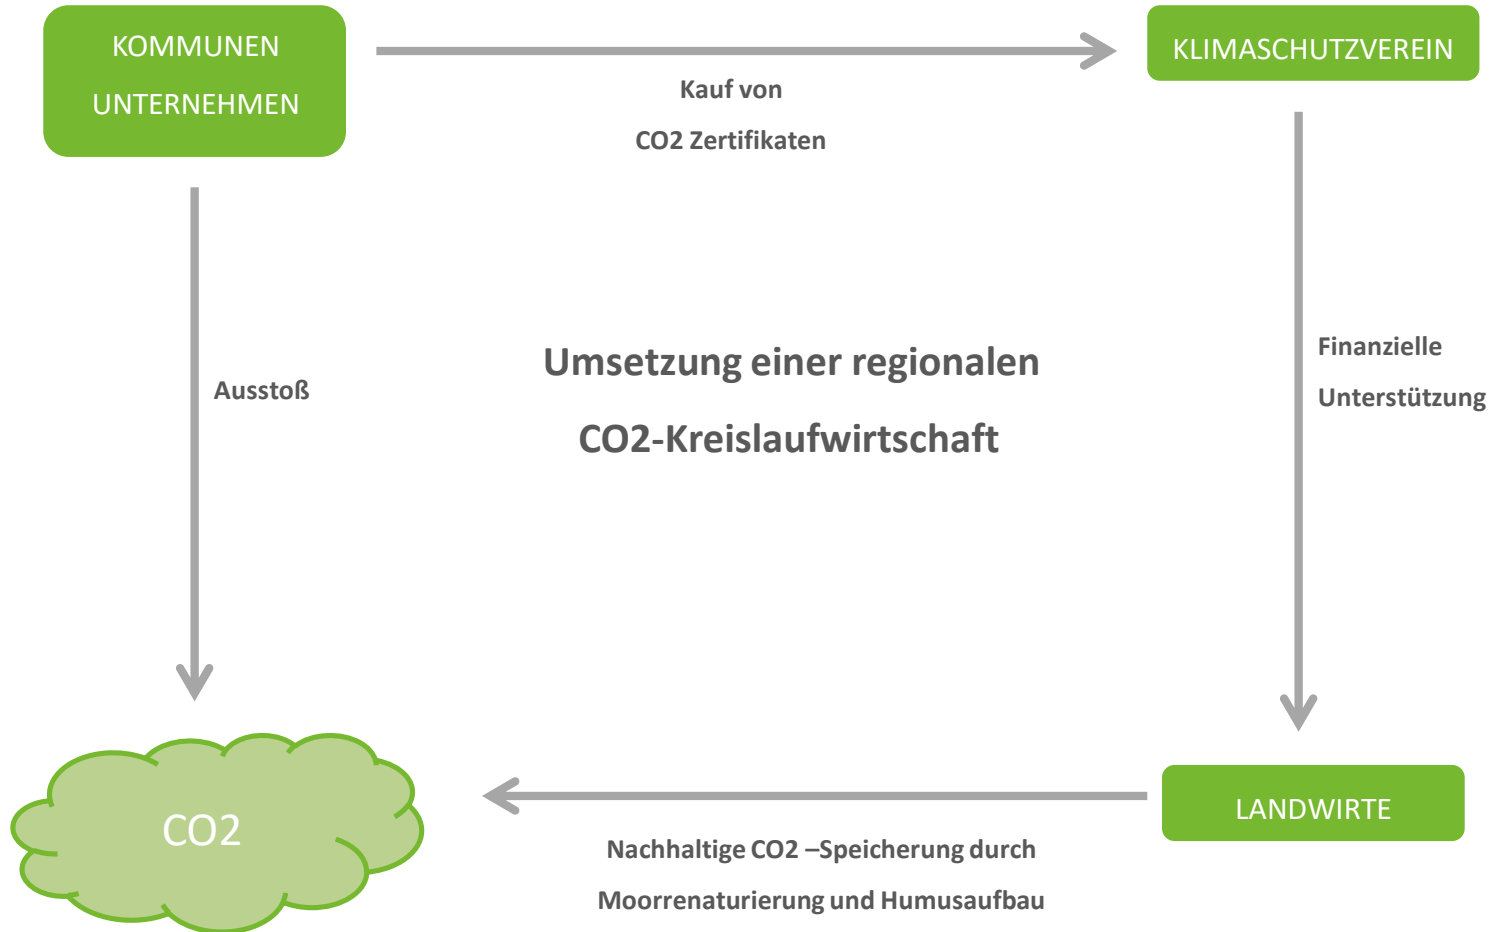 KOMMUNEN
UNTERNEHMEN
KLIMASCHUTZVEREIN
Kauf von
CO2 Zertifikaten
Ausstoß
Umsetzung einer regionalen
CO2-Kreislaufwirtschaft
Finanzielle
Unterstützung
CO2
LANDWIRTE
Nachhaltige CO2 –Speicherung durch
Moorrenaturierung und Humusaufbau